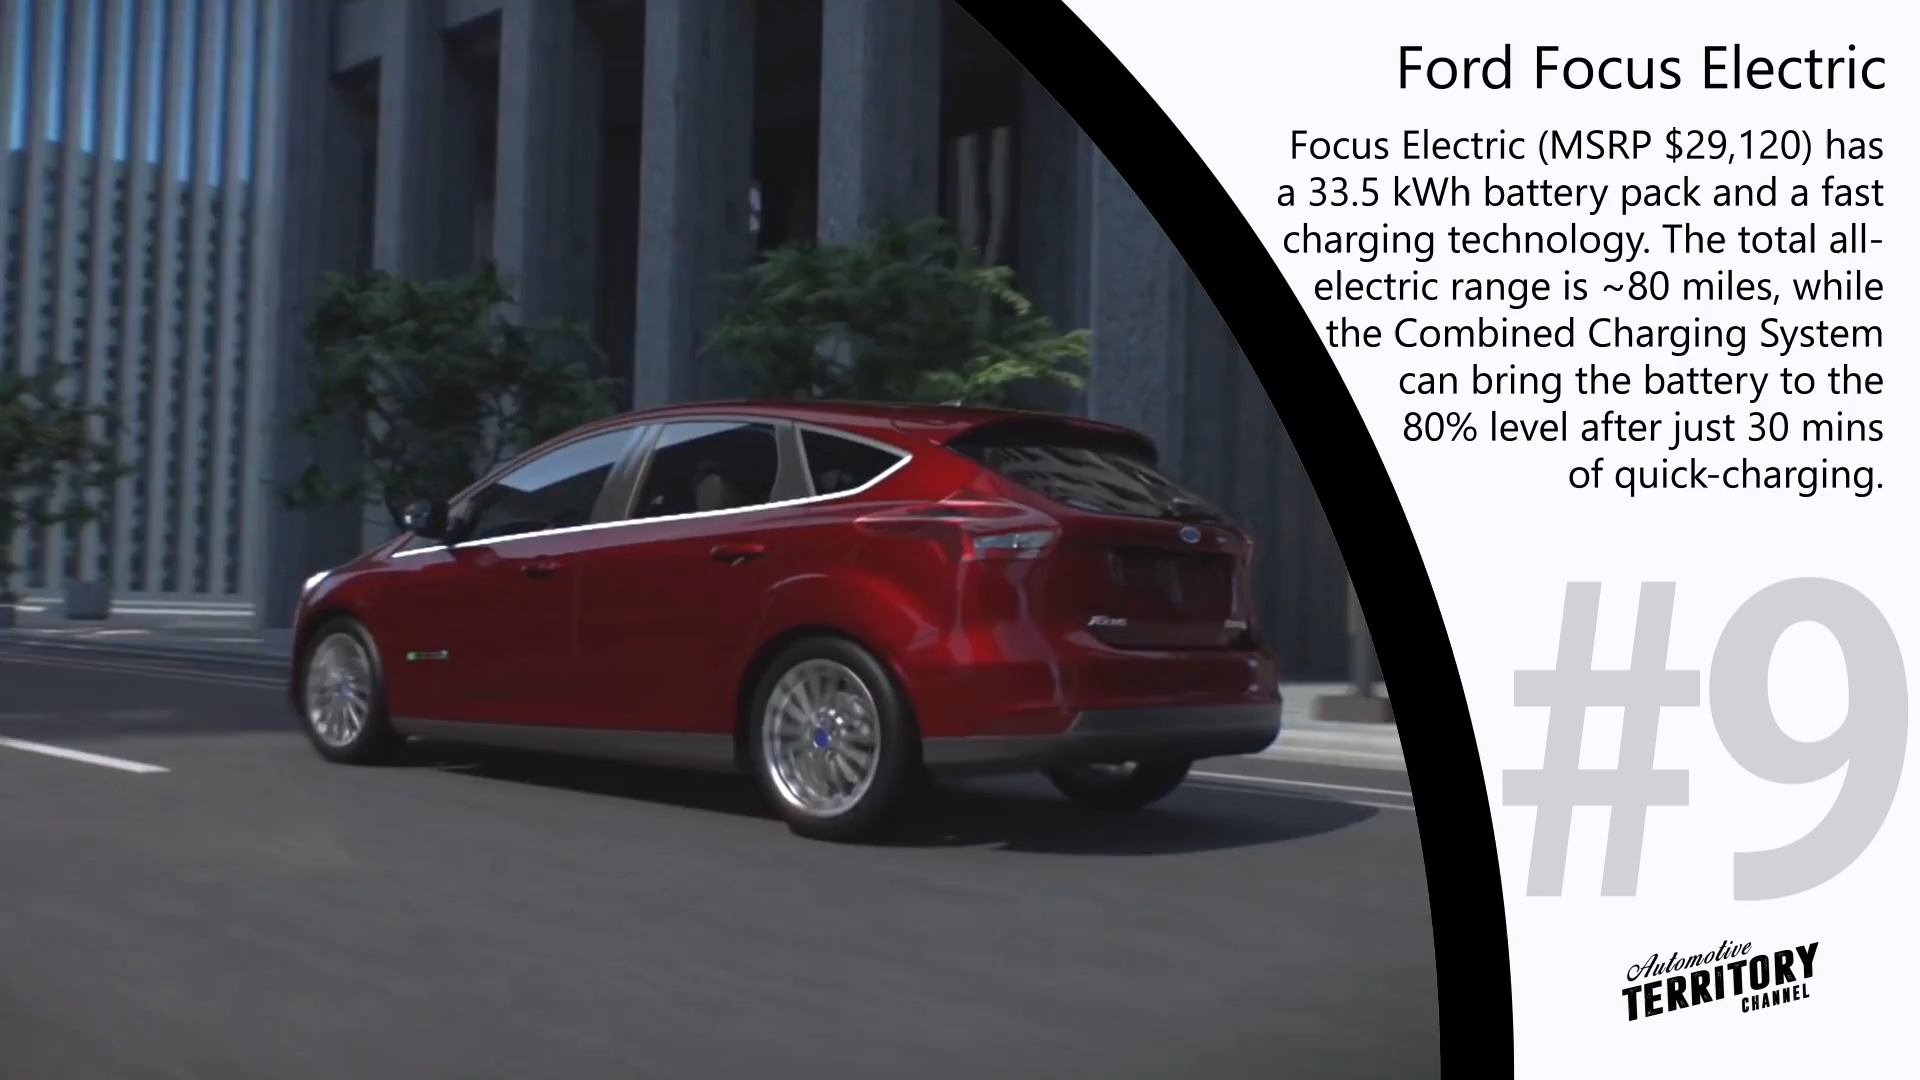 Ford Focus Electric
Focus Electric (MSRP $29,120) has
a 33.5 kWh battery pack and a fast
charging technology. The total all-
electric range is ~80 miles, while
the Combined Charging System
can bring the battery to the
80% level after just 30 mins
of quick-charging.
#9
Automotive
TERRITORY
CHANNEL